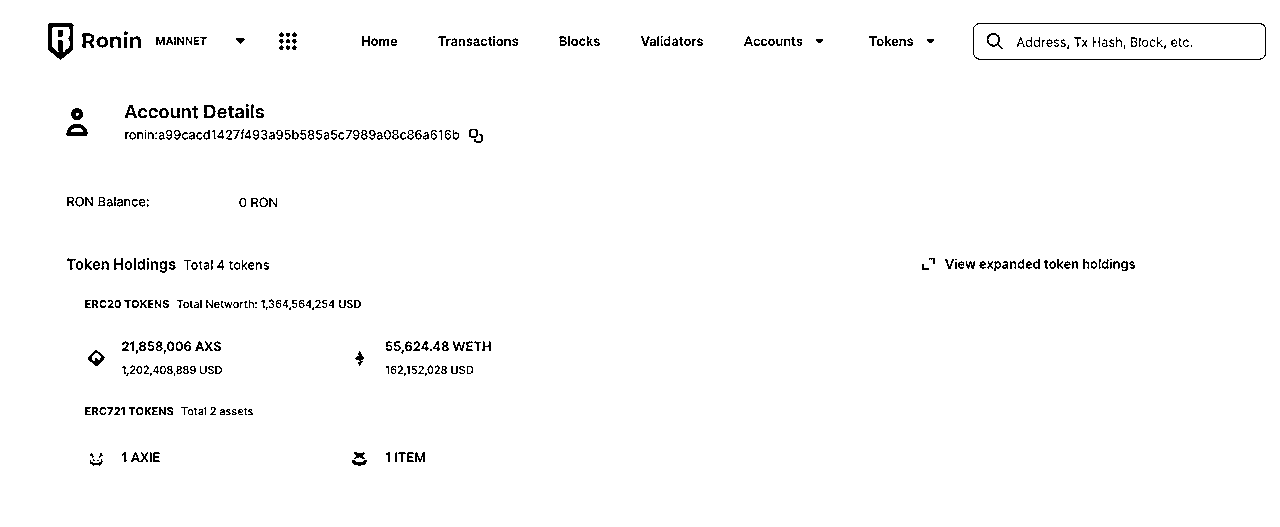 Ronin MAINNET Home Transactions Blocks Validators Accounts Tokens Address, Tx Hash, Block, etc.
Account Details
ronin:a99cacd1427f493a95b585a5c7989a08c86a616b
RON Balance: 0 RON
Token Holdings Total 4 tokens View expanded token holdings
ERC20 TOKENS Total Networth: 1,364,564,254 USD
21,858,006 AXS 55,624.48 WETH
1,202,408,889 USD 162,152,028 USD
ERC721 TOKENS Total 2 assets
1 AXIE 1 ITEM